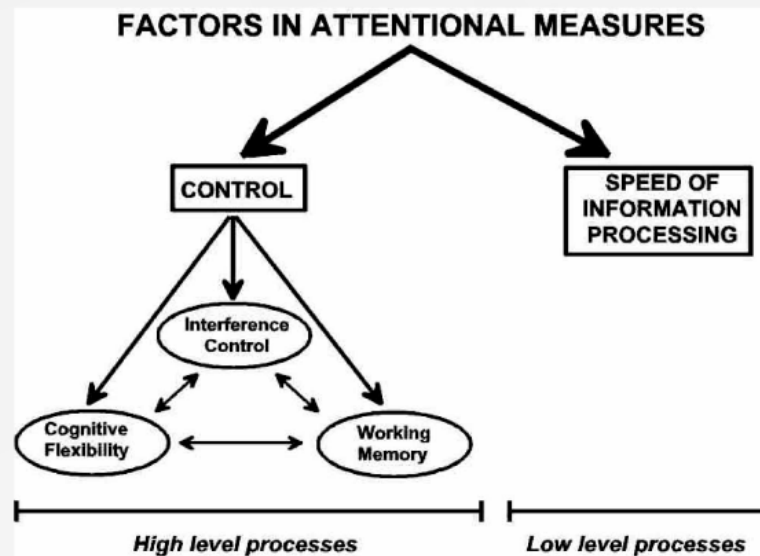 FACTORS IN ATTENTIONAL MEASURES
CONTROL
SPEED OF
INFORMATION
PROCESSING
Interference
Control
Cognitive
Flexibility
Working
Memory
High level processes
Low level processes